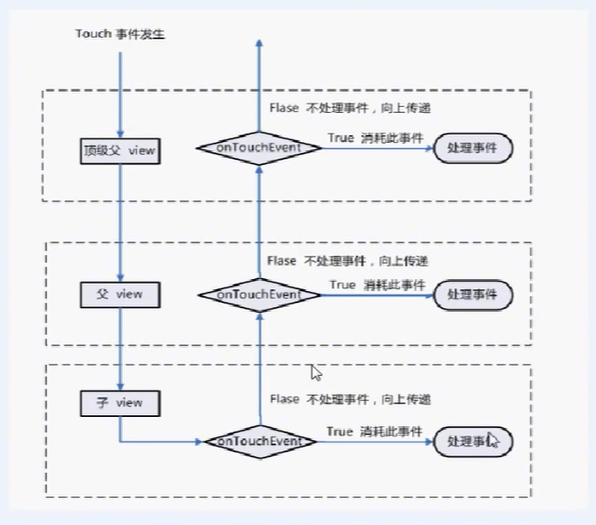 Touch 事件发生
Flase 不处理事件，向上传递
True 消耗此事件
顶级父 view
onTouchEvent
处理事件
Flase 不处理事件，向上传递
True 消耗此事件
父 view
onTouchEvent
处理事件
Flase 不处理事件，向上传递
True 消耗此事件
子 view
onTouchEvent
处理事件